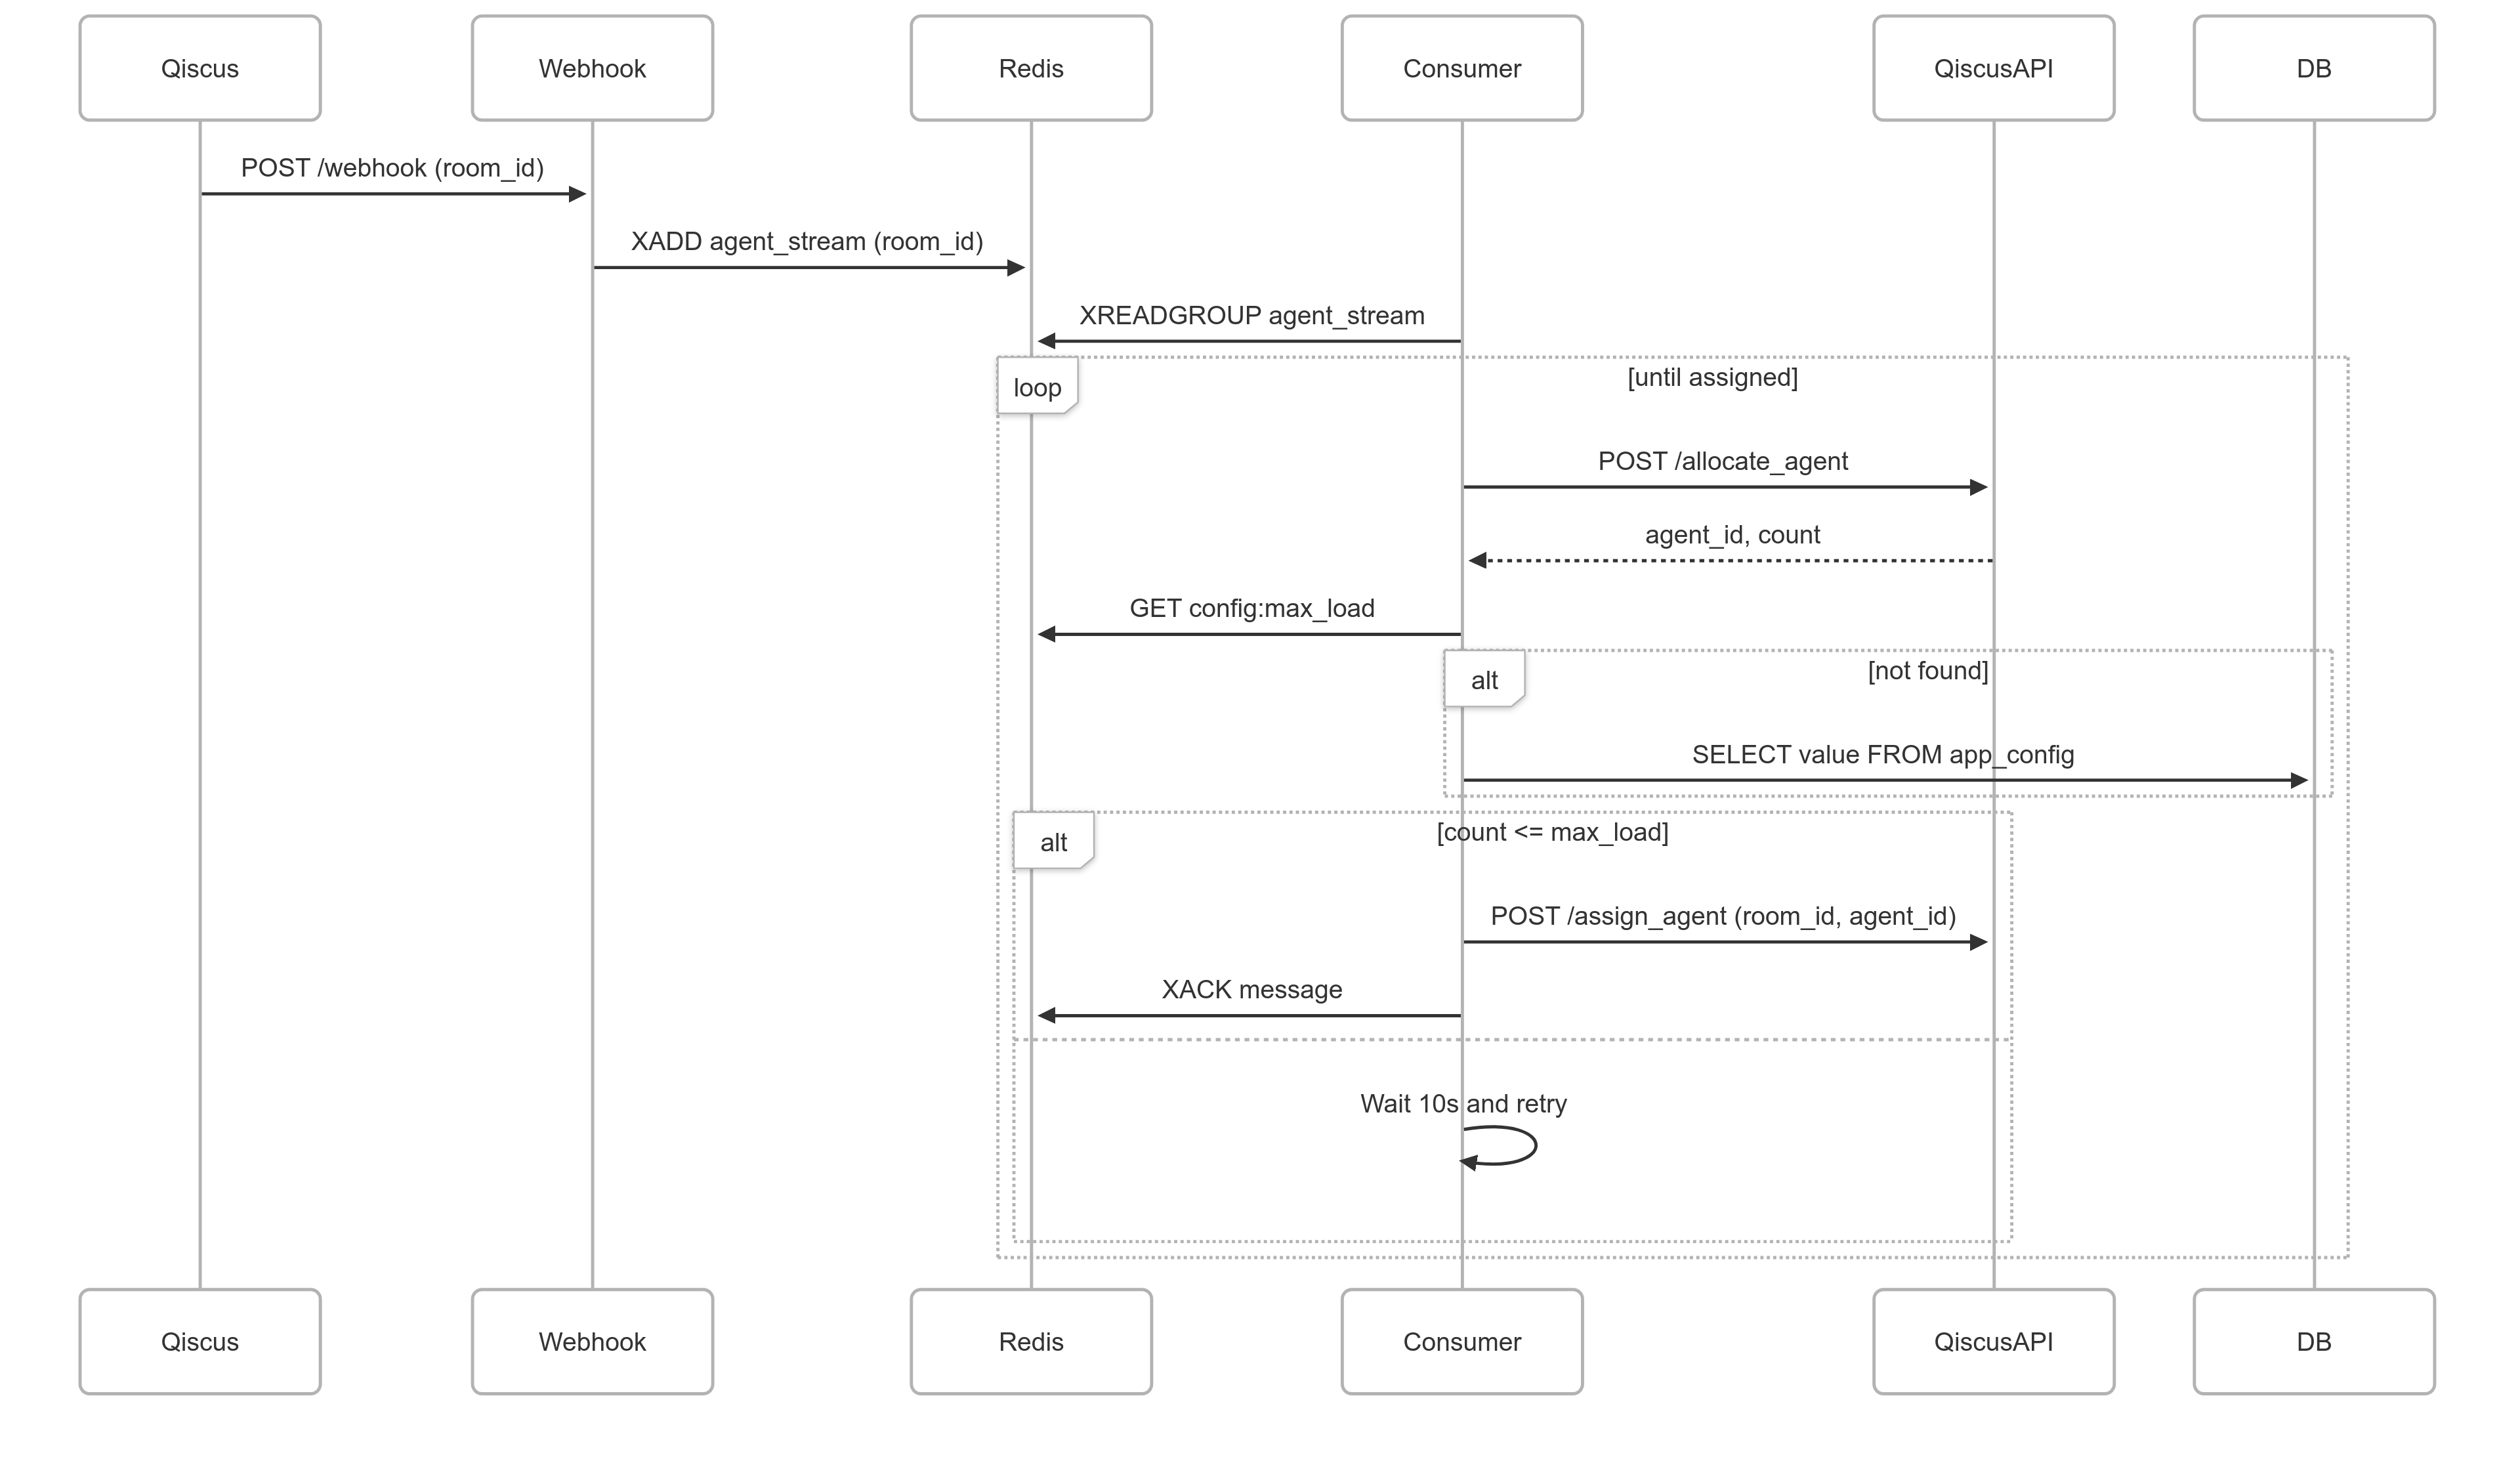 Qiscus
Webhook
Redis
Consumer
QiscusAPI
DB
POST /webhook (room_id)
XADD agent_stream (room_id)
XREADGROUP agent_stream
loop
[until assigned]
POST /allocate_agent
agent_id, count
GET config:max_load
alt
[not found]
SELECT value FROM app_config
alt
[count <= max_load]
POST /assign_agent (room_id, agent_id)
XACK message
Wait 10s and retry
Qiscus
Webhook
Redis
Consumer
QiscusAPI
DB